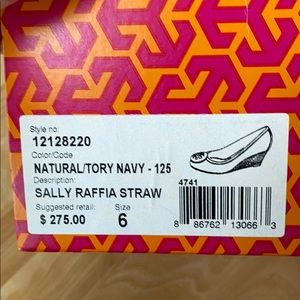 Style no:
12128220
Color/Code
NATURAL/TORY NAVY - 125
Description:
SALLY RAFFIA STRAW
Suggested retail: Size
$ 275.00 6
4741
8 86762 13066 3